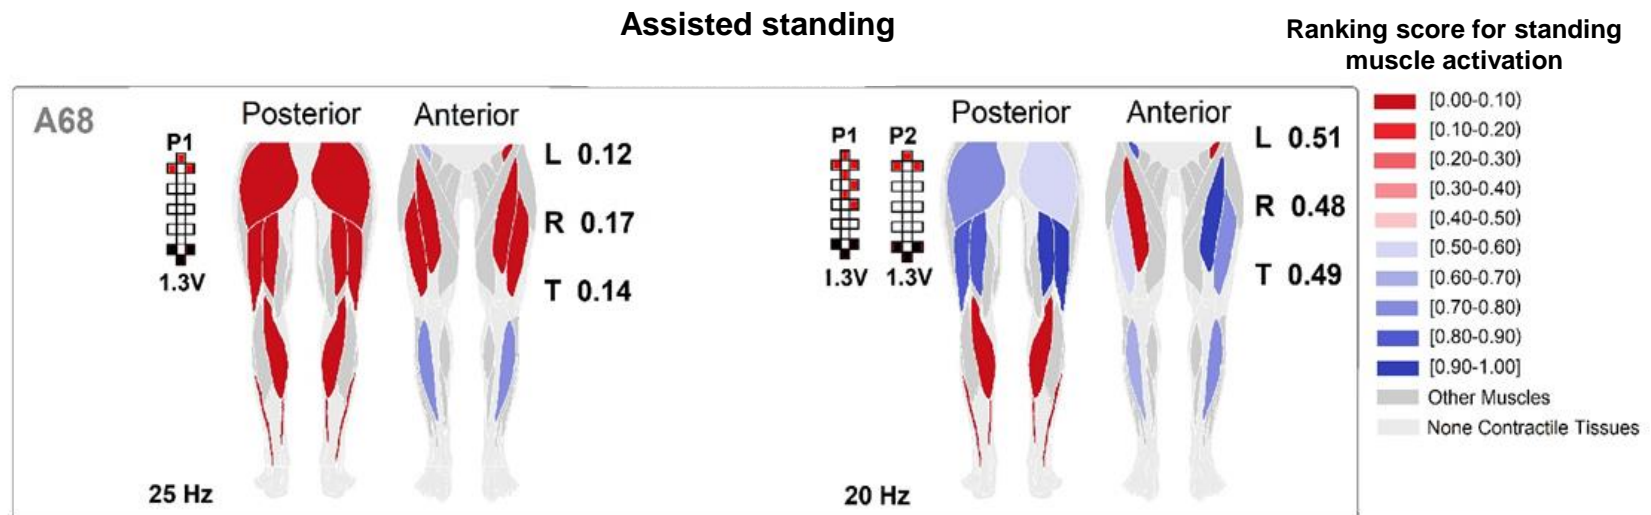 Assisted standing
Ranking score for standing
muscle activation
A68
P1
1.3V
Posterior
Anterior
L 0.12
R 0.17
T 0.14
25 Hz
P1
P2
1.3V
1.3V
Posterior
Anterior
L 0.51
R 0.48
T 0.49
20 Hz
[0.00-0.10)
[0.10-0.20)
[0.20-0.30)
[0.30-0.40)
[0.40-0.50)
[0.50-0.60)
[0.60-0.70)
[0.70-0.80)
[0.80-0.90)
[0.90-1.00]
Other Muscles
None Contractile Tissues